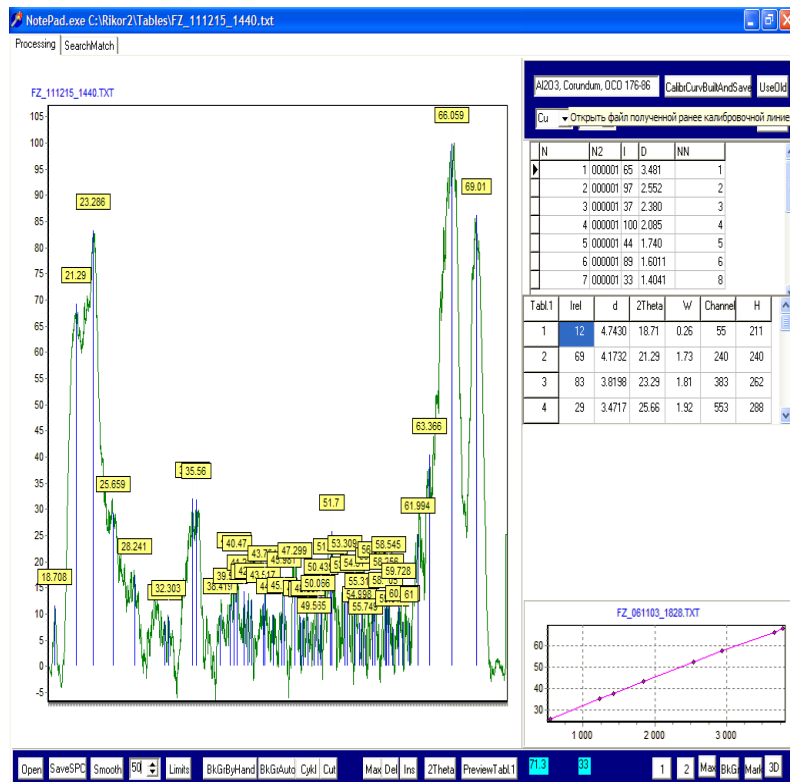 NotePad.exe C:\Rikor2\Tables\FZ_111215_1440.txt
Processing SearchMatch
FZ_111215_1440.TXT
105
100
95
90
85
80
75
70
65
60
55
50
45
40
35
30
25
20
15
10
5
0
-5
66.059
69.01
23.286
21.29
63.366
25.659
35.56
61.994
51.7
28.241
18.708
32.303
38.419
40.47
47.299
53.309
58.545
50.066
49.565
59.728
55.31
55.749
61
Al2O3, Corundum, ОСО 176-86 CalibrCurvBuiltAndSave UseOld
Cu Открыть файл полученной ранее калибровочной линие
N N2 I D NN
1 000001 65 3.481 1
2 000001 97 2.552 2
3 000001 37 2.380 3
4 000001 100 2.085 4
5 000001 44 1.740 5
6 000001 89 1.6011 6
7 000001 33 1.4041 8
Tabl.1 Irel d 2Theta W Channel H
1 12 4.7430 18.71 0.26 55 211
2 69 4.1732 21.29 1.73 240 240
3 83 3.8198 23.29 1.81 383 262
4 29 3.4717 25.66 1.92 553 288
FZ_061103_1828.TXT
60
50
40
30
1 000 2 000 3 000
Open SaveSPC Smooth 50 Limits BkGrByHand BkGrAuto Cykl Cut Max Del Ins 2Theta PreviewTabl.1 71.3 33 1 2 Max BkGr Mark 3D